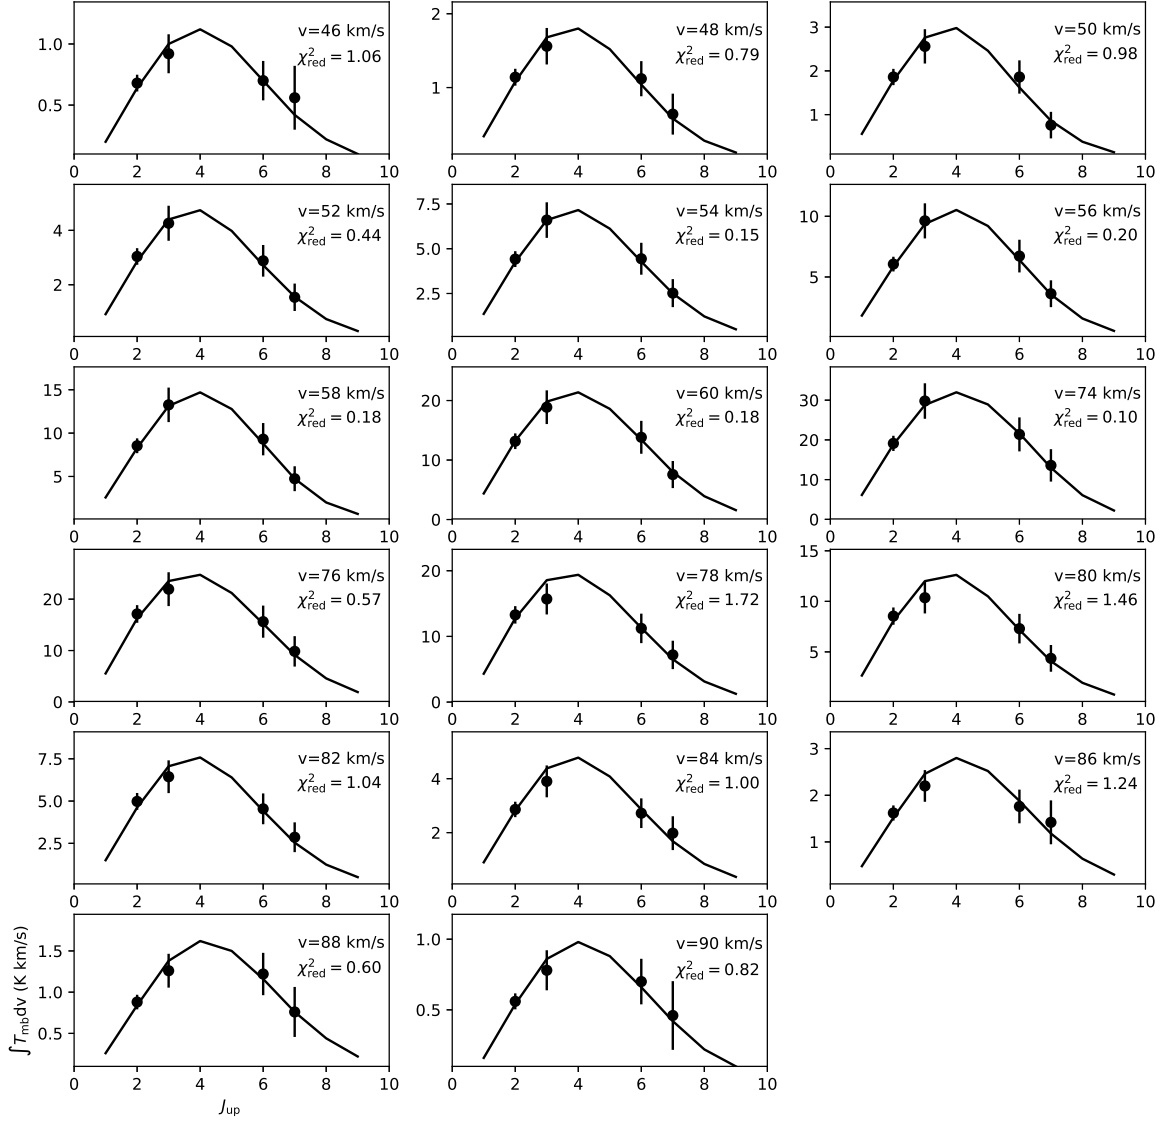 v=46 km/s
χ²red = 1.06
1.0
0.5
0 2 4 6 8 10
v=48 km/s
χ²red = 0.79
2
1
0 2 4 6 8 10
v=50 km/s
χ²red = 0.98
3
2
1
0 2 4 6 8 10
v=52 km/s
χ²red = 0.44
4
2
0 2 4 6 8 10
v=54 km/s
χ²red = 0.15
7.5
5.0
2.5
0 2 4 6 8 10
v=56 km/s
χ²red = 0.20
10
5
0 2 4 6 8 10
v=58 km/s
χ²red = 0.18
15
10
5
0 2 4 6 8 10
v=60 km/s
χ²red = 0.18
20
10
0
0 2 4 6 8 10
v=74 km/s
χ²red = 0.10
30
20
10
0
0 2 4 6 8 10
v=76 km/s
χ²red = 0.57
20
10
0
0 2 4 6 8 10
v=78 km/s
χ²red = 1.72
20
10
0
0 2 4 6 8 10
v=80 km/s
χ²red = 1.46
15
10
5
0 2 4 6 8 10
v=82 km/s
χ²red = 1.04
7.5
5.0
2.5
0 2 4 6 8 10
v=84 km/s
χ²red = 1.00
4
2
0 2 4 6 8 10
v=86 km/s
χ²red = 1.24
3
2
1
0 2 4 6 8 10
v=88 km/s
χ²red = 0.60
1.5
1.0
0.5
0 2 4 6 8 10
∫Tmbdv (K km/s)
Jup
v=90 km/s
χ²red = 0.82
1.0
0.5
0 2 4 6 8 10